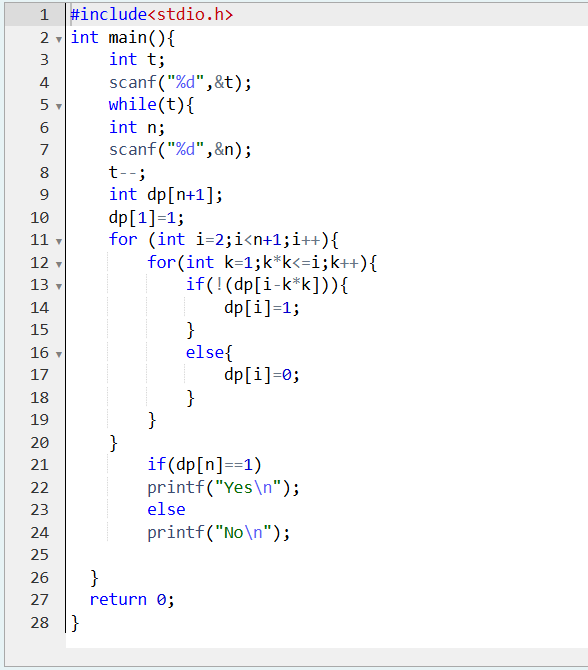 1 #include<stdio.h>
2 int main(){
3 int t;
4 scanf("%d",&t);
5 while(t){
6 int n;
7 scanf("%d",&n);
8 t--;
9 int dp[n+1];
10 dp[1]=1;
11 for (int i=2;i<n+1;i++){
12 for(int k=1;k*k<=i;k++){
13 if(!(dp[i-k*k])){
14 dp[i]=1;
15 }
16 else{
17 dp[i]=0;
18 }
19 }
20 }
21 if(dp[n]==1)
22 printf("Yes\n");
23 else
24 printf("No\n");
25
26 }
27 return 0;
28 }